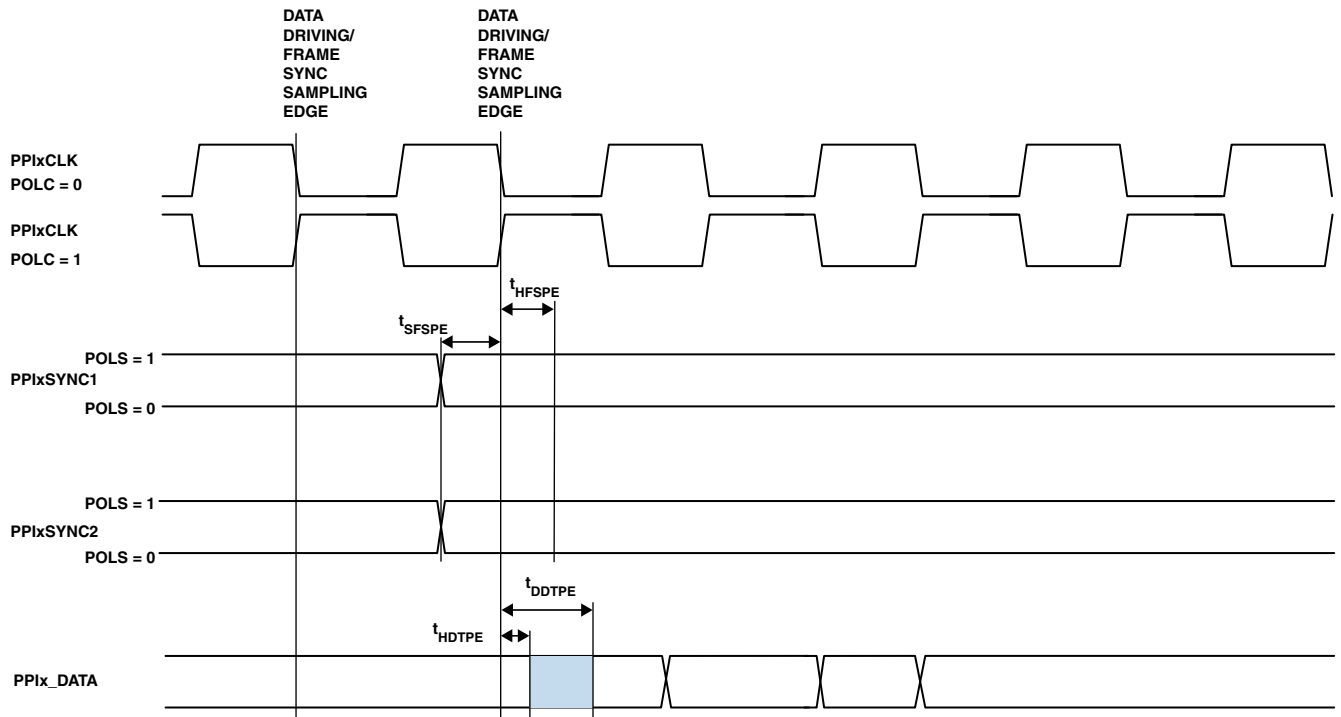 DATA
DRIVING/
FRAME
SYNC
SAMPLING
EDGE
DATA
DRIVING/
FRAME
SYNC
SAMPLING
EDGE
PPIxCLK
POLC = 0
PPIxCLK
POLC = 1
tHFSPE
tSFSPE
POLS = 1
PPIxSYNC1
POLS = 0
POLS = 1
PPIxSYNC2
POLS = 0
tDDTPE
tHDTPE
PPIx_DATA